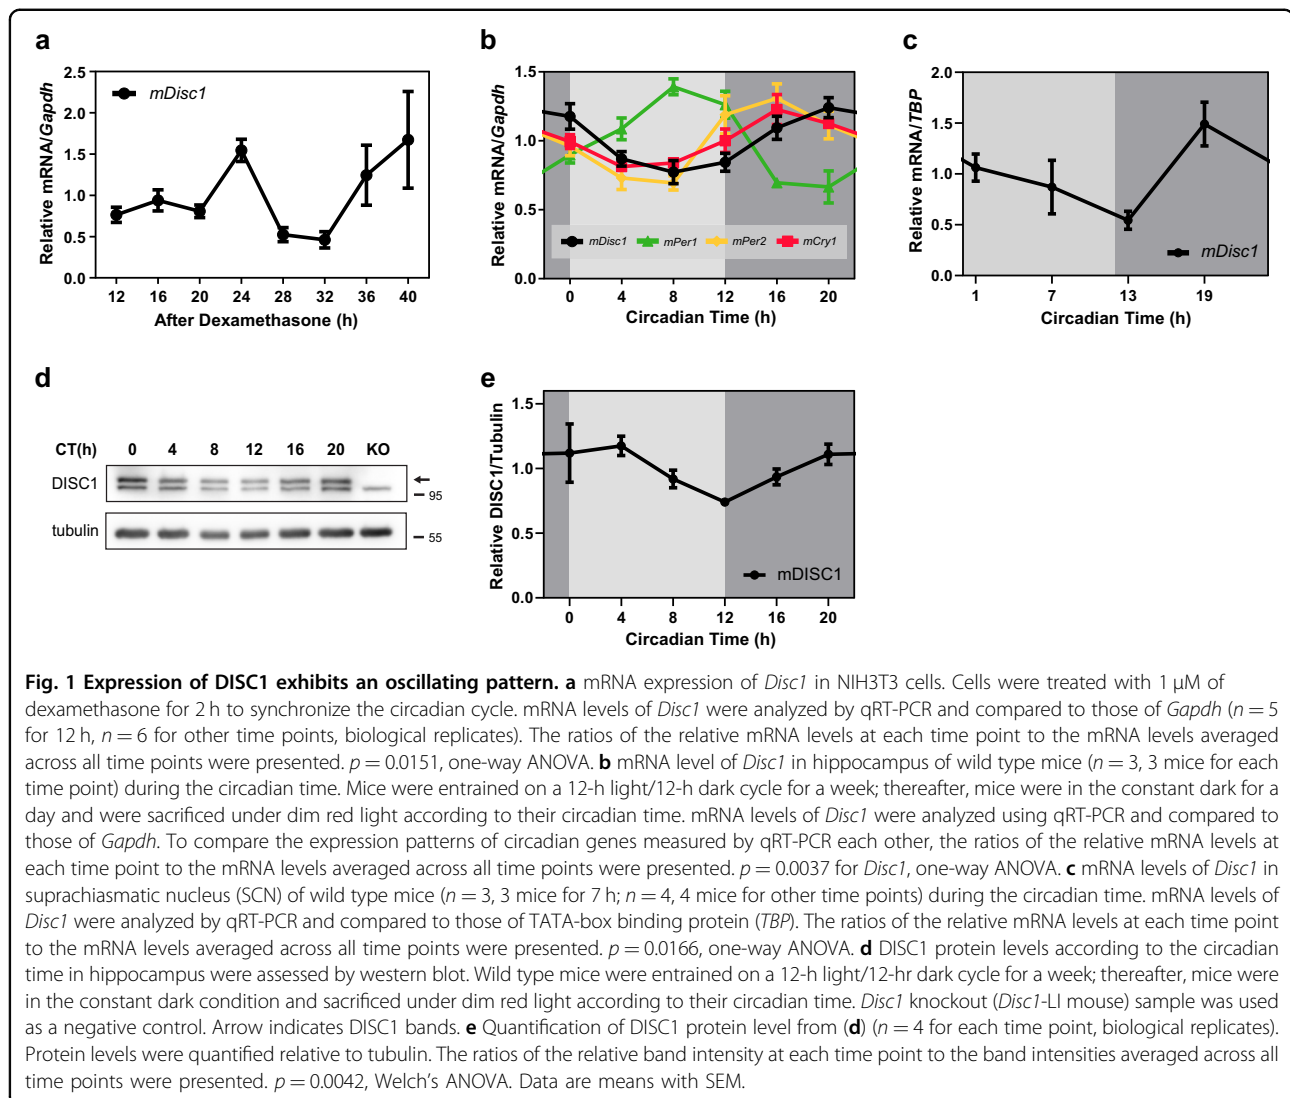 a
Relative mRNA/Gapdh
2.5
2.0
1.5
1.0
0.5
0.0
mDisc1
12 16 20 24 28 32 36 40
After Dexamethasone (h)
b
Relative mRNA/Gapdh
1.5
1.0
0.5
0.0
mDisc1 mPer1 mPer2 mCry1
0 4 8 12 16 20
Circadian Time (h)
c
Relative mRNA/TBP
2.0
1.5
1.0
0.5
0.0
mDisc1
1 7 13 19
Circadian Time (h)
d
CT(h) 0 4 8 12 16 20 KO
DISC1
95
tubulin
55
e
Relative DISC1/Tubulin
1.5
1.0
0.5
0.0
mDISC1
0 4 8 12 16 20
Circadian Time (h)
Fig. 1 Expression of DISC1 exhibits an oscillating pattern. a mRNA expression of Disc1 in NIH3T3 cells. Cells were treated with 1 µM of
dexamethasone for 2 h to synchronize the circadian cycle. mRNA levels of Disc1 were analyzed by qRT-PCR and compared to those of Gapdh (n = 5
for 12 h, n = 6 for other time points, biological replicates). The ratios of the relative mRNA levels at each time point to the mRNA levels averaged
across all time points were presented. p = 0.0151, one-way ANOVA. b mRNA level of Disc1 in hippocampus of wild type mice (n = 3, 3 mice for each
time point) during the circadian time. Mice were entrained on a 12-h light/12-h dark cycle for a week; thereafter, mice were in the constant dark for a
day and were sacrificed under dim red light according to their circadian time. mRNA levels of Disc1 were analyzed using qRT-PCR and compared to
those of Gapdh. To compare the expression patterns of circadian genes measured by qRT-PCR each other, the ratios of the relative mRNA levels at
each time point to the mRNA levels averaged across all time points were presented. p = 0.0037 for Disc1, one-way ANOVA. c mRNA levels of Disc1 in
suprachiasmatic nucleus (SCN) of wild type mice (n = 3, 3 mice for 7 h; n = 4, 4 mice for other time points) during the circadian time. mRNA levels of
Disc1 were analyzed by qRT-PCR and compared to those of TATA-box binding protein (TBP). The ratios of the relative mRNA levels at each time point
to the mRNA levels averaged across all time points were presented. p = 0.0166, one-way ANOVA. d DISC1 protein levels according to the circadian
time in hippocampus were assessed by western blot. Wild type mice were entrained on a 12-h light/12-hr dark cycle for a week; thereafter, mice were
in the constant dark condition and sacrificed under dim red light according to their circadian time. Disc1 knockout (Disc1-LI mouse) sample was used
as a negative control. Arrow indicates DISC1 bands. e Quantification of DISC1 protein level from (d) (n = 4 for each time point, biological replicates).
Protein levels were quantified relative to tubulin. The ratios of the relative band intensity at each time point to the band intensities averaged across all
time points were presented. p = 0.0042, Welch's ANOVA. Data are means with SEM.